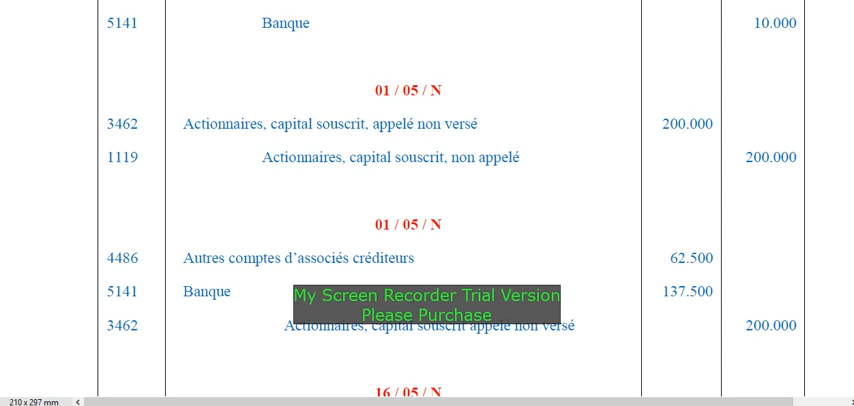 5141 Banque 10.000
01 / 05 / N
3462 Actionnaires, capital souscrit, appelé non versé 200.000
1119 Actionnaires, capital souscrit, non appelé 200.000
01 / 05 / N
4486 Autres comptes d’associés créditeurs 62.500
5141 Banque 137.500
My Screen Recorder Trial Version
Please Purchase
3462 Actionnaires, capital souscrit appelé non versé 200.000
16 / 05 / N
210 x 297 mm